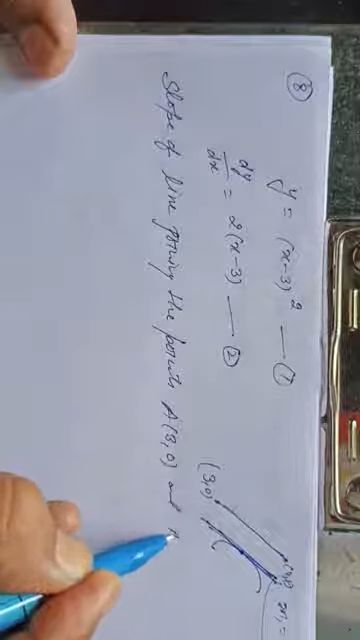 ⑧ y = (x-3)² — ①
dy/dx = 2(x-3) — ②
Slope of line joining the points A(3,0) and
(3,0)